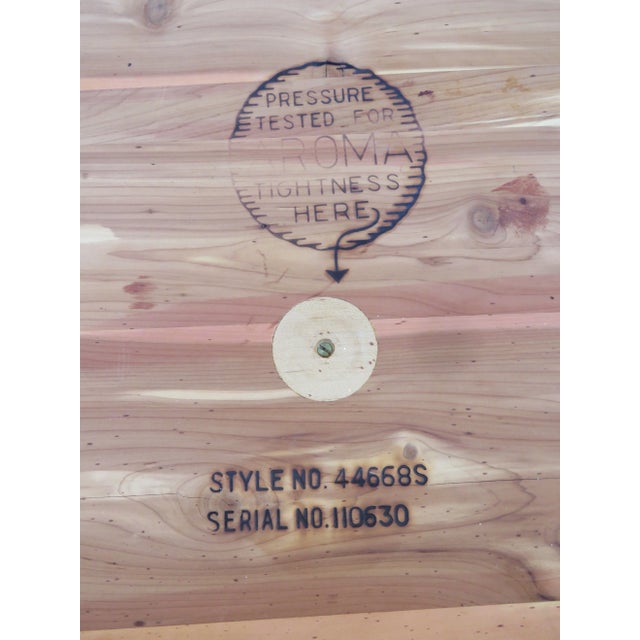 PRESSURE
TESTED FOR
AROMA
TIGHTNESS
HERE
STYLE NO. 44668S
SERIAL NO. 110630